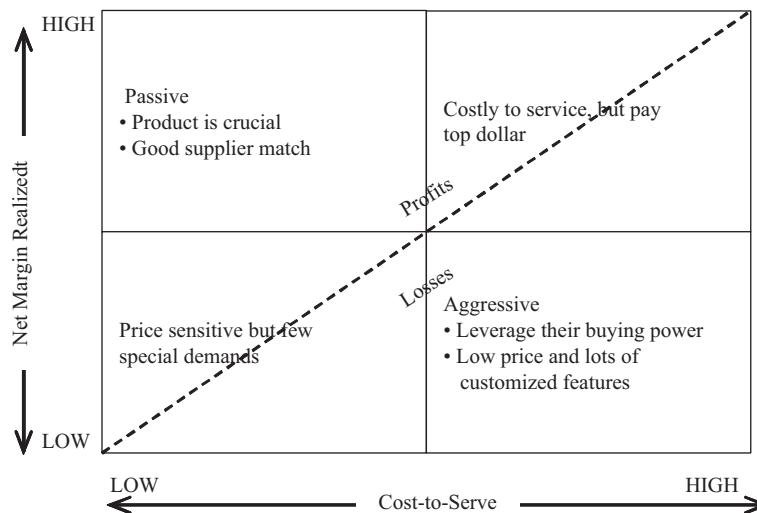 HIGH
Passive
• Product is crucial
• Good supplier match
Costly to service, but pay
top dollar
Net Margin Realizedt
Profits
Losses
Price sensitive but few
special demands
Aggressive
• Leverage their buying power
• Low price and lots of
customized features
LOW
LOW
HIGH
Cost-to-Serve